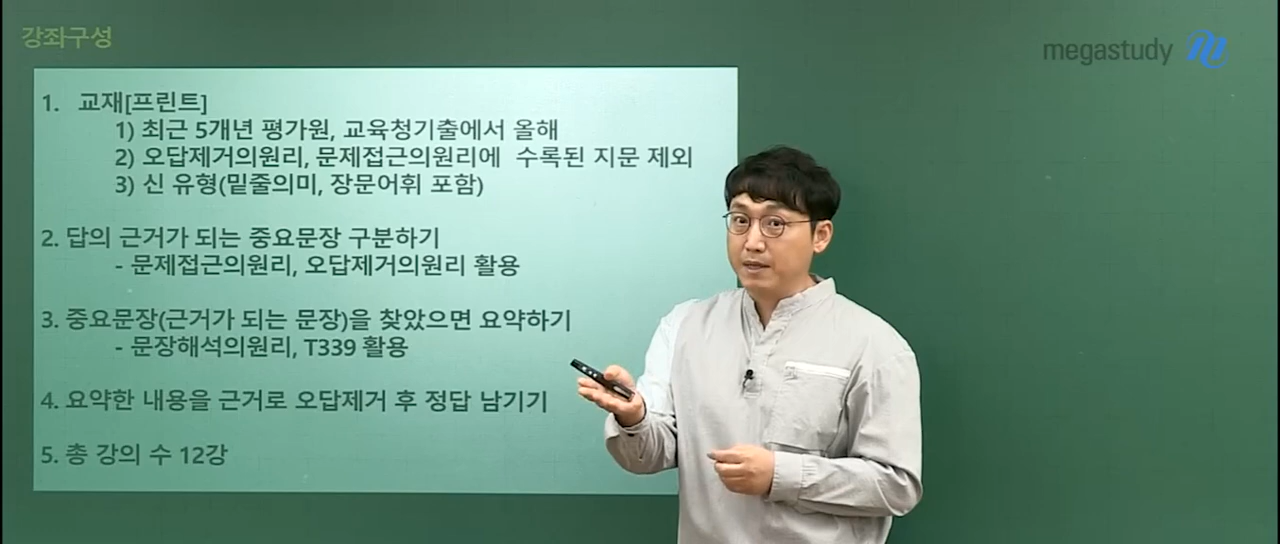 강좌구성
megastudy
1. 교재[프린트]
1) 최근 5개년 평가원, 교육청기출에서 올해
2) 오답제거의원리, 문제접근의원리에 수록된 지문 제외
3) 신 유형(밑줄의미, 장문어휘 포함)
2. 답의 근거가 되는 중요문장 구분하기
- 문제접근의원리, 오답제거의원리 활용
3. 중요문장(근거가 되는 문장)을 찾았으면 요약하기
- 문장해석의원리, T339 활용
4. 요약한 내용을 근거로 오답제거 후 정답 남기기
5. 총 강의 수 12강